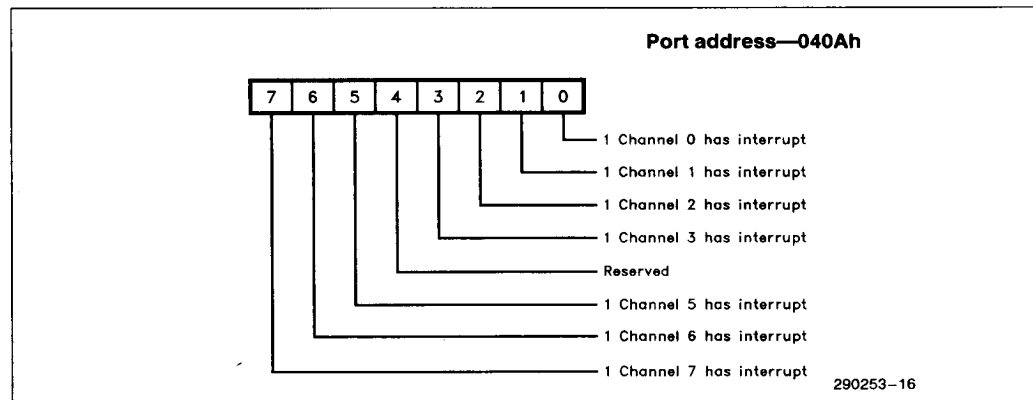 Port address—040Ah
7 6 5 4 3 2 1 0
1 Channel 0 has interrupt
1 Channel 1 has interrupt
1 Channel 2 has interrupt
1 Channel 3 has interrupt
Reserved
1 Channel 5 has interrupt
1 Channel 6 has interrupt
1 Channel 7 has interrupt
290253–16